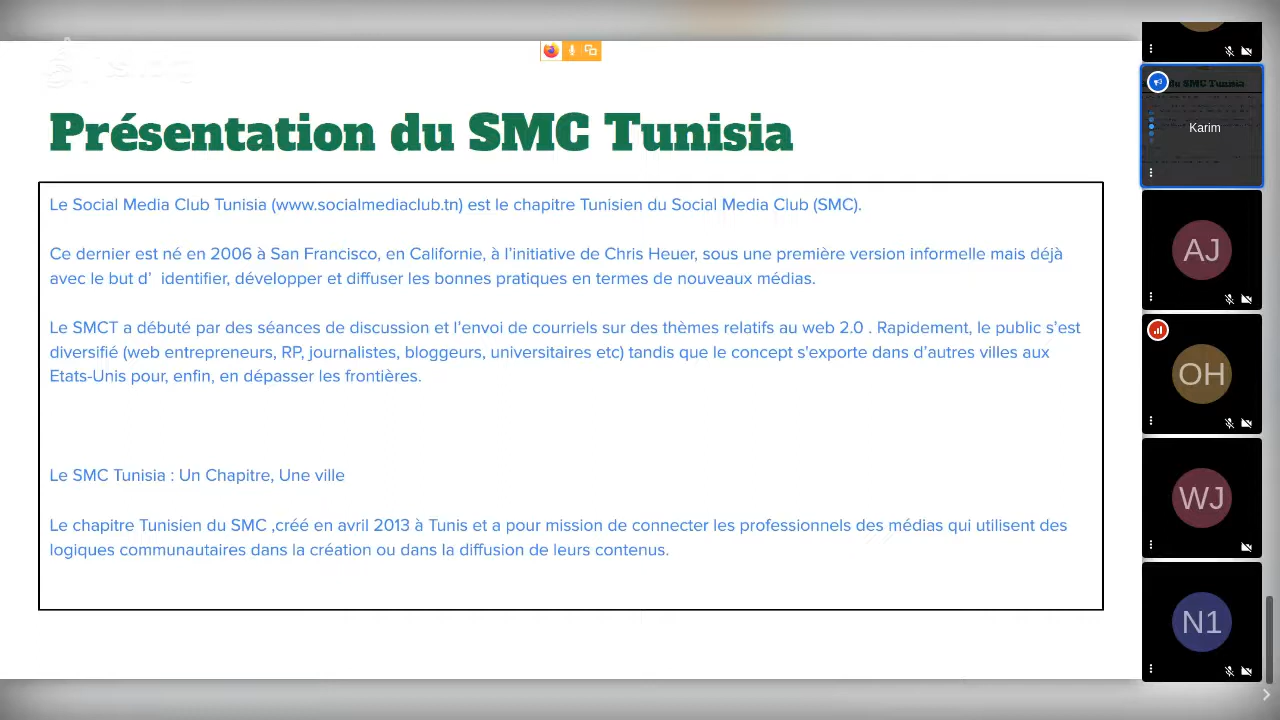 Présentation du SMC Tunisia
Le Social Media Club Tunisia (www.socialmediaclub.tn) est le chapitre Tunisien du Social Media Club (SMC).
Ce dernier est né en 2006 à San Francisco, en Californie, à l’initiative de Chris Heuer, sous une première version informelle mais déjà
avec le but d’  identifier, développer et diffuser les bonnes pratiques en termes de nouveaux médias.
Le SMCT a débuté par des séances de discussion et l’envoi de courriels sur des thèmes relatifs au web 2.0 . Rapidement, le public s’est
diversifié (web entrepreneurs, RP, journalistes, bloggeurs, universitaires etc) tandis que le concept s'exporte dans d’autres villes aux
Etats-Unis pour, enfin, en dépasser les frontières.
Le SMC Tunisia : Un Chapitre, Une ville
Le chapitre Tunisien du SMC ,créé en avril 2013 à Tunis et a pour mission de connecter les professionnels des médias qui utilisent des
logiques communautaires dans la création ou dans la diffusion de leurs contenus.
Karim
AJ
OH
WJ
N1